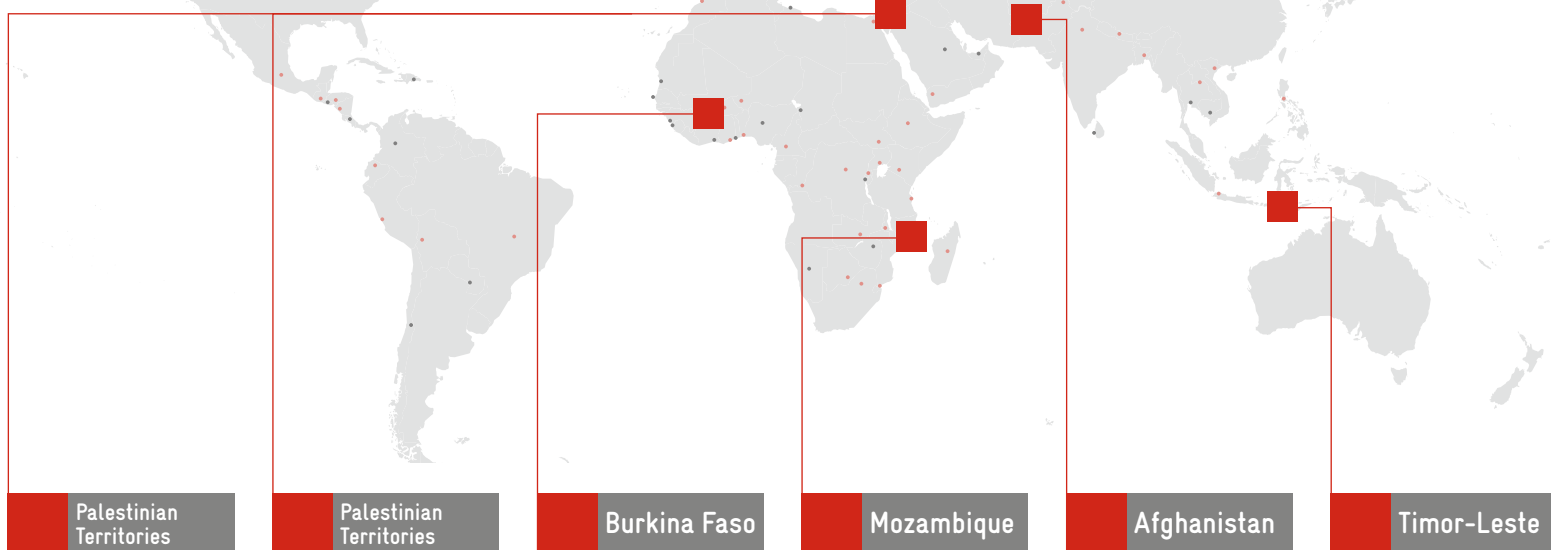 Palestinian
Territories
Palestinian
Territories
Burkina Faso
Mozambique
Afghanistan
Timor-Leste